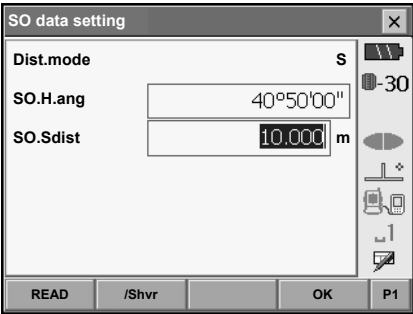 SO data setting
Dist.mode S
-30
SO.H.ang 40°50'00"
SO.Sdist 10.000 m
1
READ /Shvr OK P1